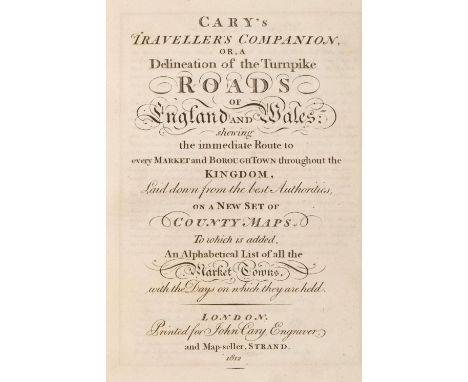 CARY'S
TRAVELLER'S COMPANION,
OR, A
Delineation of the Turnpike
ROADS
OF
England AND Wales;
shewing
the immediate Route to
every MARKET and BOROUGH TOWN throughout the
KINGDOM,
Laid down from the best Authorities,
ON A NEW SET OF
COUNTY MAPS.
To which is added,
An Alphabetical List of all the
Market Towns,
with the Days on which they are held.
LONDON.
Printed for John Cary, Engraver
and Map-seller, STRAND.
1812